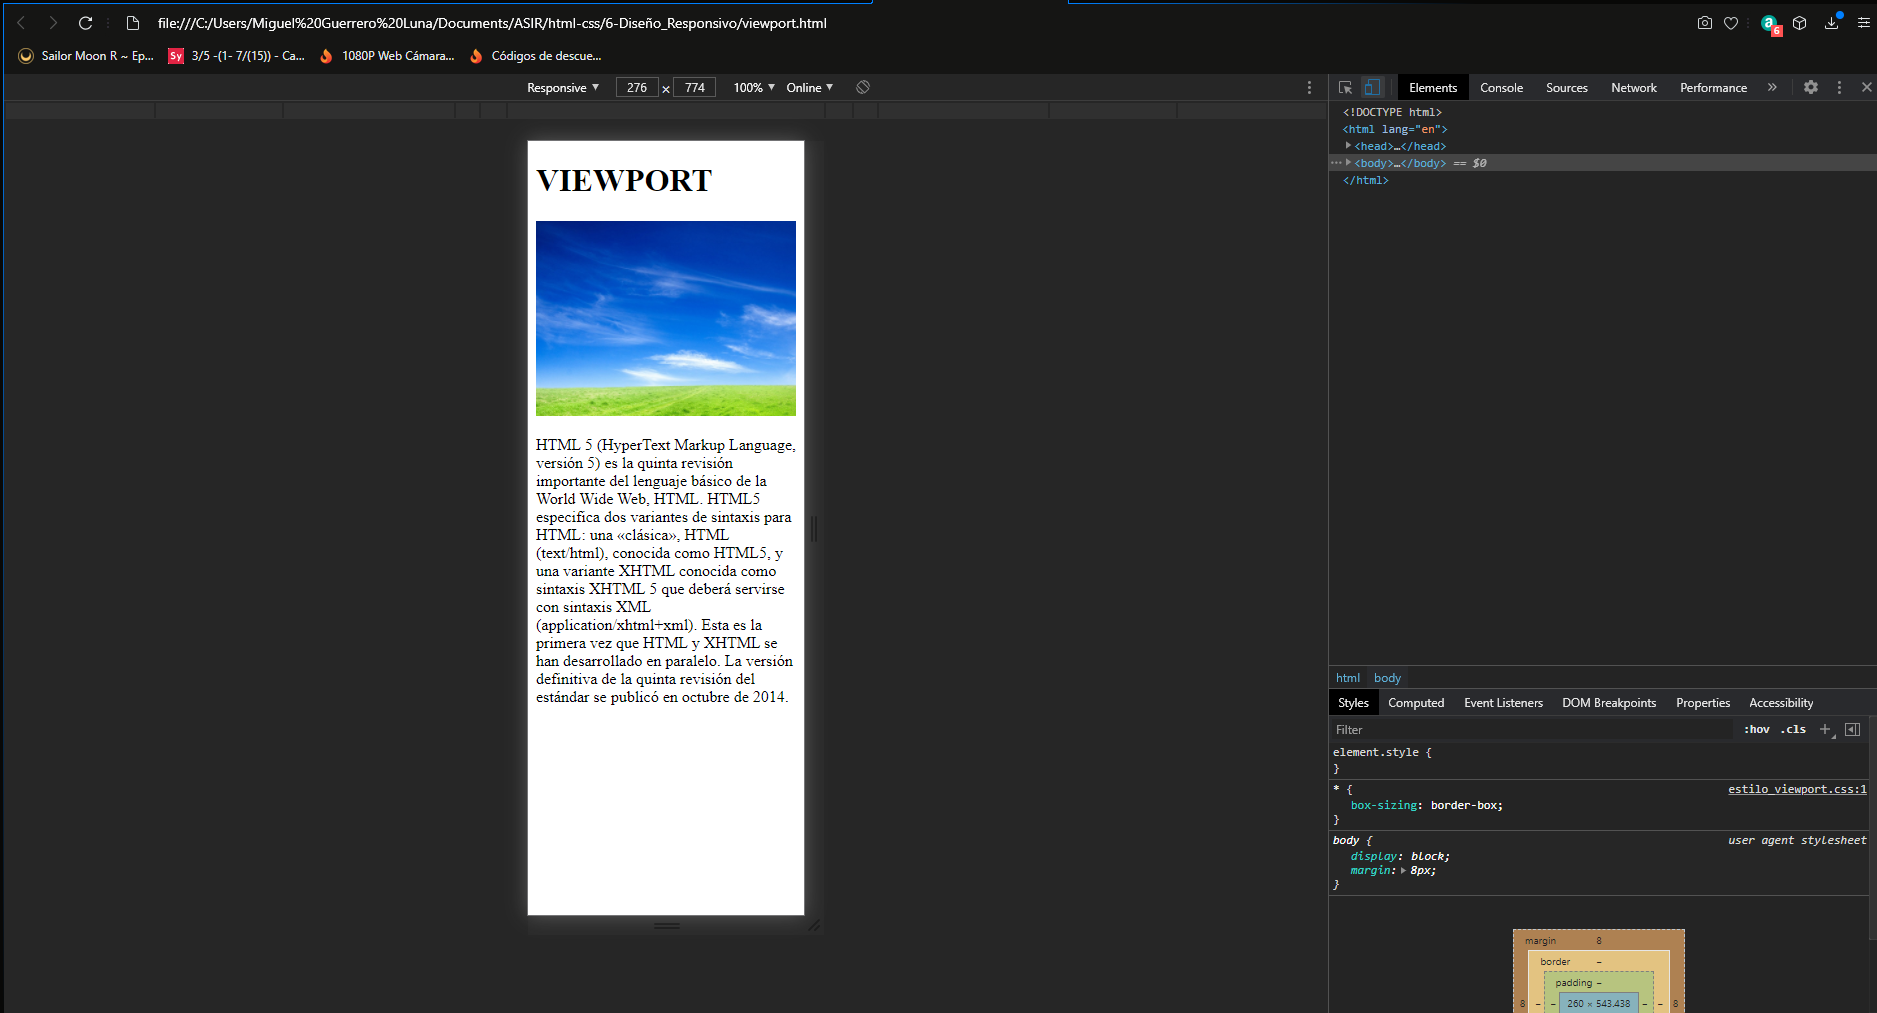 file:///C:/Users/Miguel%20Guerrero%20Luna/Documents/ASIR/html-css/6-Diseño_Responsivo/viewport.html
6
Sailor Moon R ~ Ep...
Sy 3/5 -(1- 7/(15)) - Ca...
1080P Web Cámara...
Códigos de descue...
Responsive 276 × 774 100% Online
Elements Console Sources Network Performance »
<!DOCTYPE html>
<html lang="en">
<head>…</head>
<body>…</body> == $0
</html>
VIEWPORT
HTML 5 (HyperText Markup Language,
versión 5) es la quinta revisión
importante del lenguaje básico de la
World Wide Web, HTML. HTML5
especifica dos variantes de sintaxis para
HTML: una «clásica», HTML
(text/html), conocida como HTML5, y
una variante XHTML conocida como
sintaxis XHTML 5 que deberá servirse
con sintaxis XML
(application/xhtml+xml). Esta es la
primera vez que HTML y XHTML se
han desarrollado en paralelo. La versión
definitiva de la quinta revisión del
estándar se publicó en octubre de 2014.
html body
Styles Computed Event Listeners DOM Breakpoints Properties Accessibility
Filter :hov .cls +
element.style {
}
* { estilo_viewport.css:1
box-sizing: border-box;
}
body { user agent stylesheet
display: block;
margin: 8px;
}
margin 8
border –
padding –
8 – – 260 × 543.438 – – 8